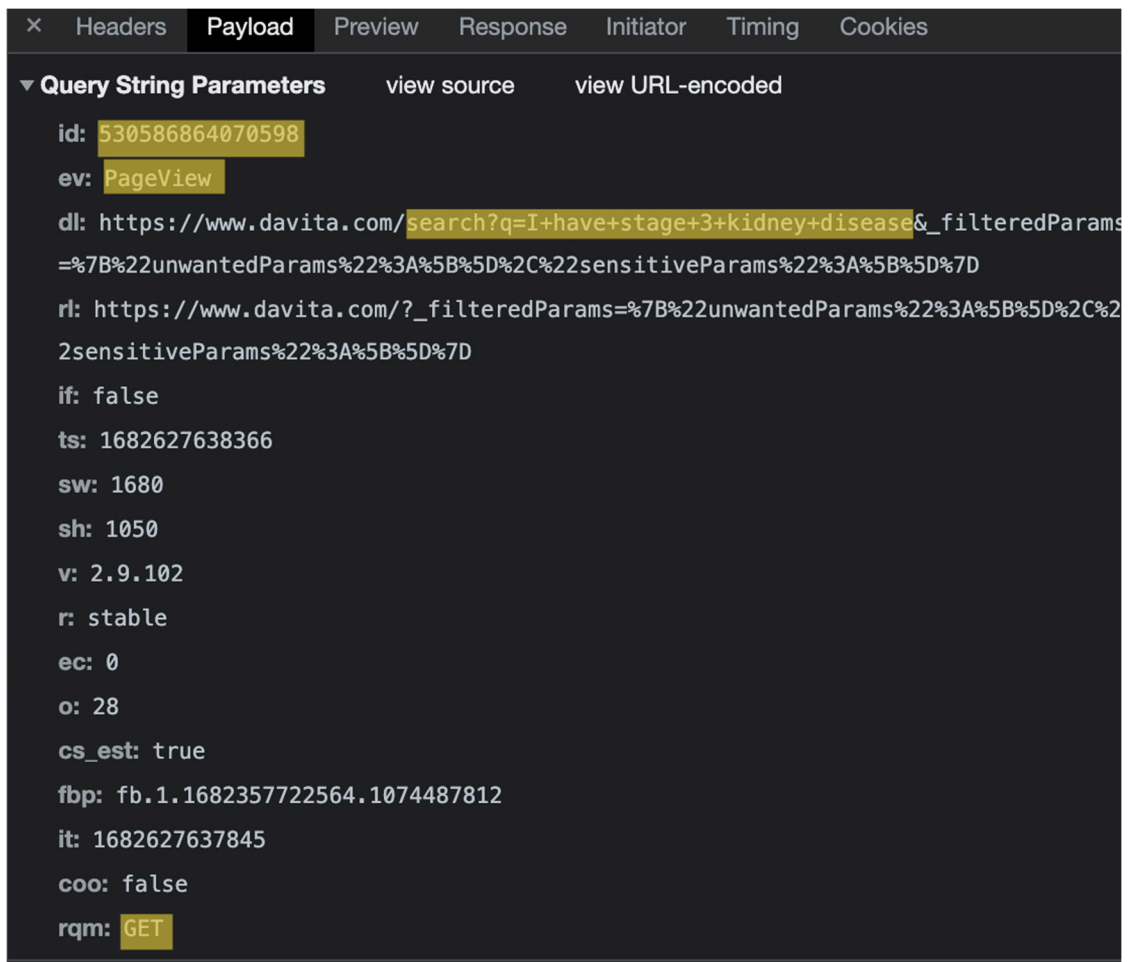 × Headers Payload Preview Response Initiator Timing Cookies
▼ Query String Parameters view source view URL-encoded
id: 530586864070598
ev: PageView
dl: https://www.davita.com/search?q=I+have+stage+3+kidney+disease&_filteredParams
=%7B%22unwantedParams%22%3A%5B%5D%2C%22sensitiveParams%22%3A%5B%5D%7D
rl: https://www.davita.com/?_filteredParams=%7B%22unwantedParams%22%3A%5B%5D%2C%2
2sensitiveParams%22%3A%5B%5D%7D
if: false
ts: 1682627638366
sw: 1680
sh: 1050
v: 2.9.102
r: stable
ec: 0
o: 28
cs_est: true
fbp: fb.1.1682357722564.1074487812
it: 1682627637845
coo: false
rqm: GET